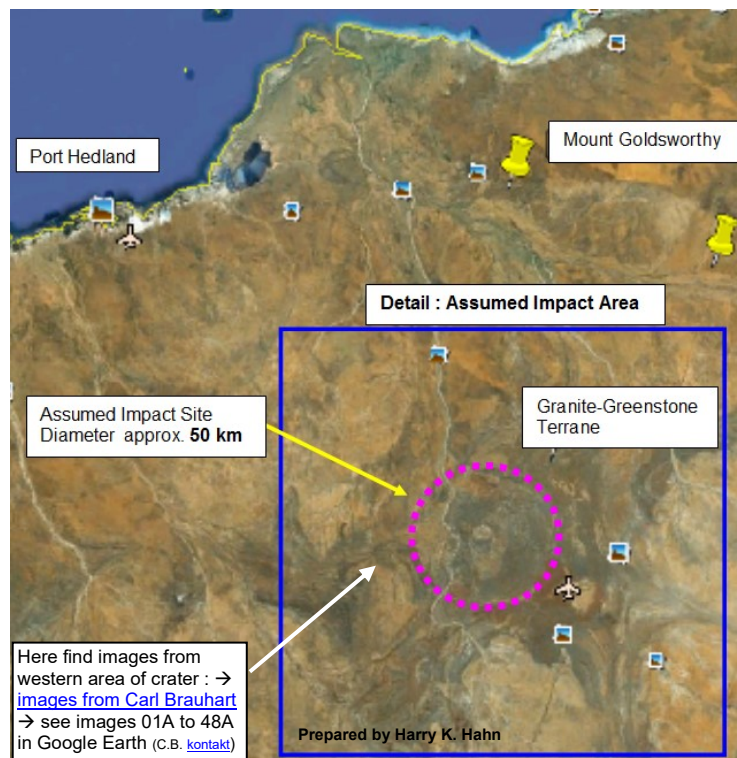 Port Hedland
Mount Goldsworthy
Detail : Assumed Impact Area
Assumed Impact Site
Diameter approx. 50 km
Granite-Greenstone
Terrane
Here find images from
western area of crater : →
images from Carl Brauhart
→ see images 01A to 48A
in Google Earth (C.B. kontakt)
Prepared by Harry K. Hahn